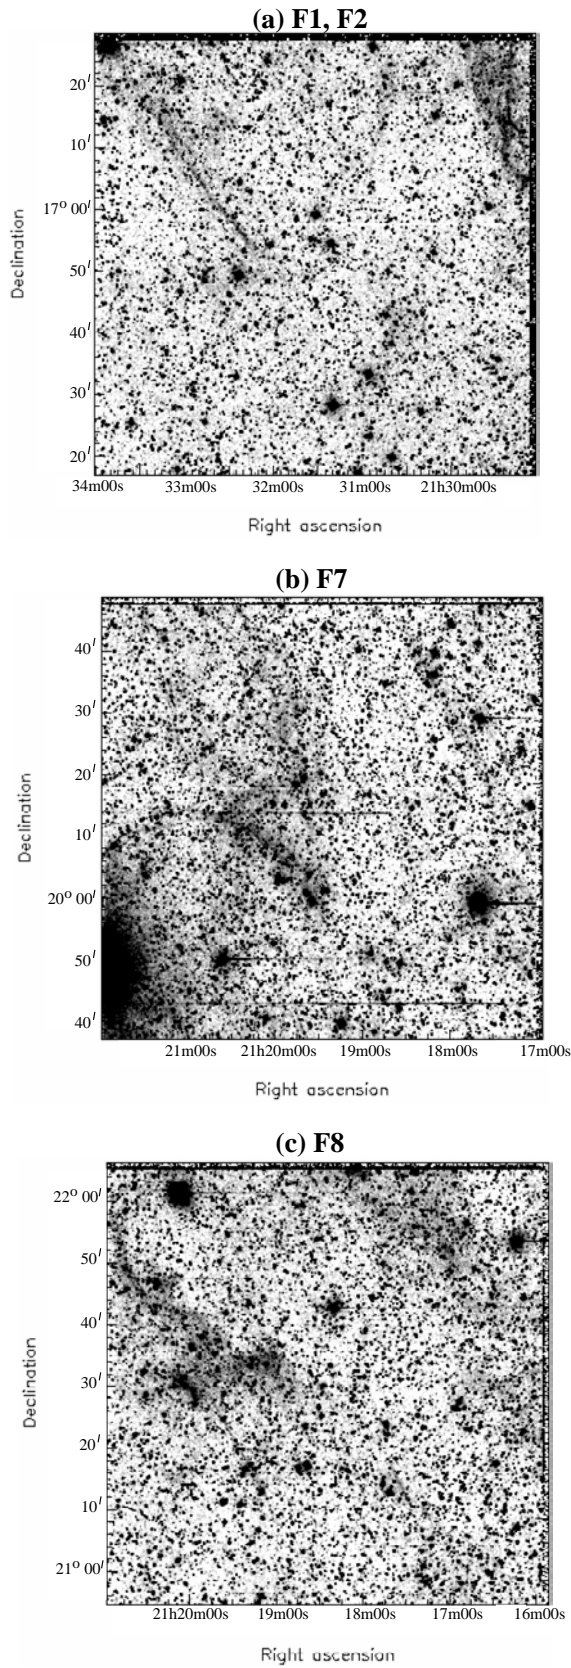 (a) F1, F2
20'
10'
17° 00'
50'
40'
30'
20'
Declination
34m00s 33m00s 32m00s 31m00s 21h30m00s
Right ascension
(b) F7
40'
30'
20'
10'
20° 00'
50'
40'
Declination
21m00s 21h20m00s 19m00s 18m00s 17m00s
Right ascension
(c) F8
22° 00'
50'
40'
30'
20'
10'
21° 00'
Declination
21h20m00s 19m00s 18m00s 17m00s 16m00s
Right ascension